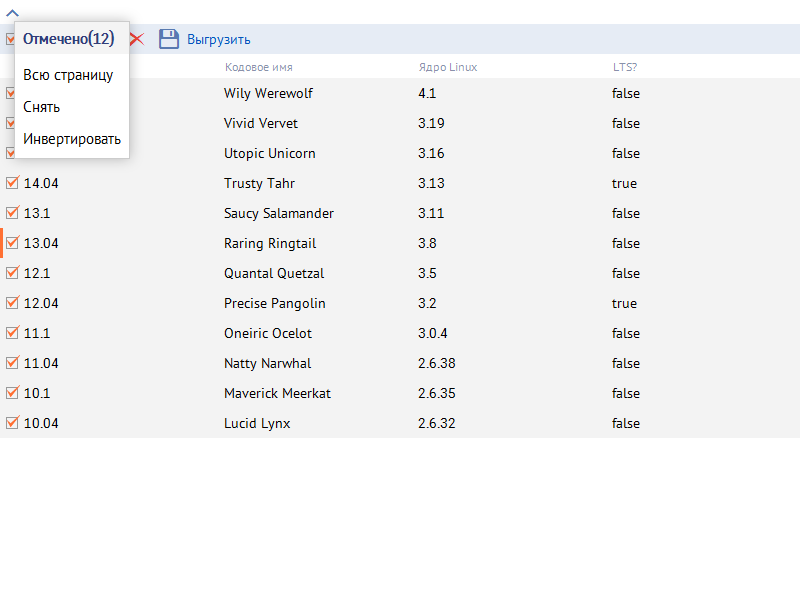 Отмечено(12) Выгрузить
Всю страницу
Снять
Инвертировать
Кодовое имя Ядро Linux LTS?
Wily Werewolf 4.1 false
Vivid Vervet 3.19 false
Utopic Unicorn 3.16 false
14.04 Trusty Tahr 3.13 true
13.1 Saucy Salamander 3.11 false
13.04 Raring Ringtail 3.8 false
12.1 Quantal Quetzal 3.5 false
12.04 Precise Pangolin 3.2 true
11.1 Oneiric Ocelot 3.0.4 false
11.04 Natty Narwhal 2.6.38 false
10.1 Maverick Meerkat 2.6.35 false
10.04 Lucid Lynx 2.6.32 false